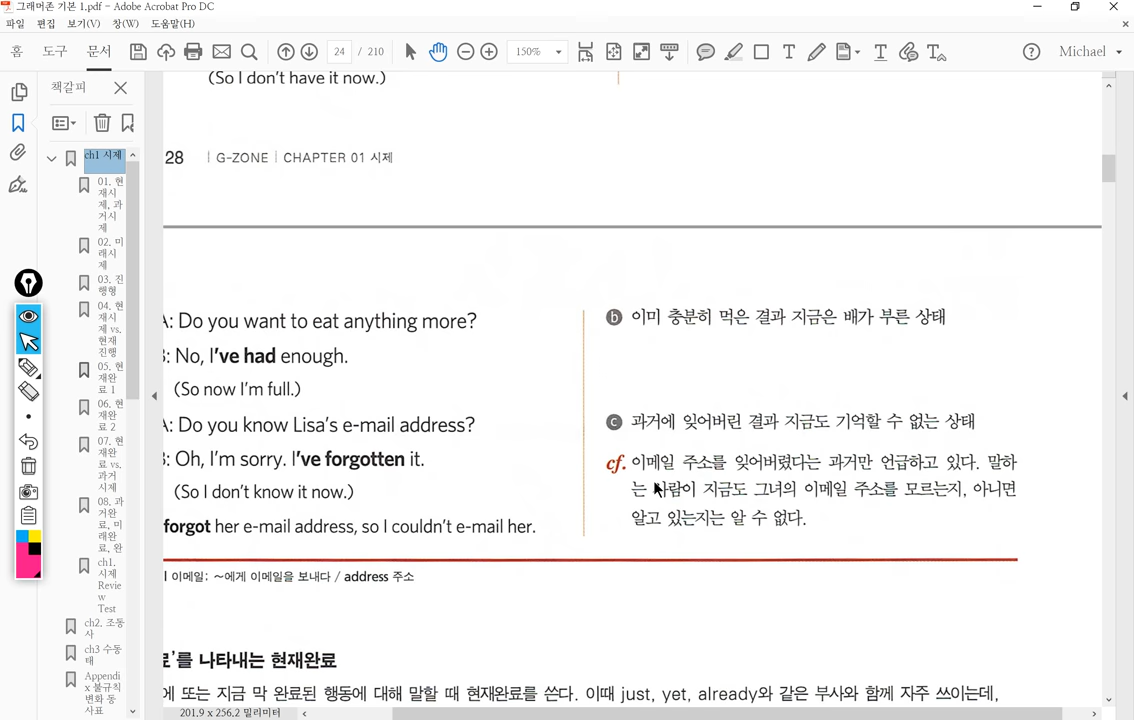 그래머존 기본 1.pdf - Adobe Acrobat Pro DC
파일 편집 보기(V) 창(W) 도움말(H)
홈 도구 문서 24 / 210 150% Michael
책갈피
ch1 시제
01. 현재시제, 과거시제
02. 미래시제
03. 진행형
04. 현재시제 vs. 현재진행
05. 현재완료 1
06. 현재완료 2
07. 현재완료 vs. 과거시제
08. 과거완료, 미래완료, 완
ch1. 시제 Review Test
ch2. 조동사
ch3 수동태
Appendix 불규칙 변화 동사표
(So I don't have it now.)
28 | G-ZONE | CHAPTER 01 시제
A: Do you want to eat anything more?
B: No, I've had enough.
(So now I'm full.)
A: Do you know Lisa's e-mail address?
B: Oh, I'm sorry. I've forgotten it.
(So I don't know it now.)
forgot her e-mail address, so I couldn't e-mail her.
b 이미 충분히 먹은 결과 지금은 배가 부른 상태
c 과거에 잊어버린 결과 지금도 기억할 수 없는 상태
cf. 이메일 주소를 잊어버렸다는 과거만 언급하고 있다. 말하
는 사람이 지금도 그녀의 이메일 주소를 모르는지, 아니면
알고 있는지는 알 수 없다.
이메일; ~에게 이메일을 보내다 / address 주소
료'를 나타내는 현재완료
에 또는 지금 막 완료된 행동에 대해 말할 때 현재완료를 쓴다. 이때 just, yet, already와 같은 부사와 함께 자주 쓰이는데,
201.9 x 256.2 밀리미터